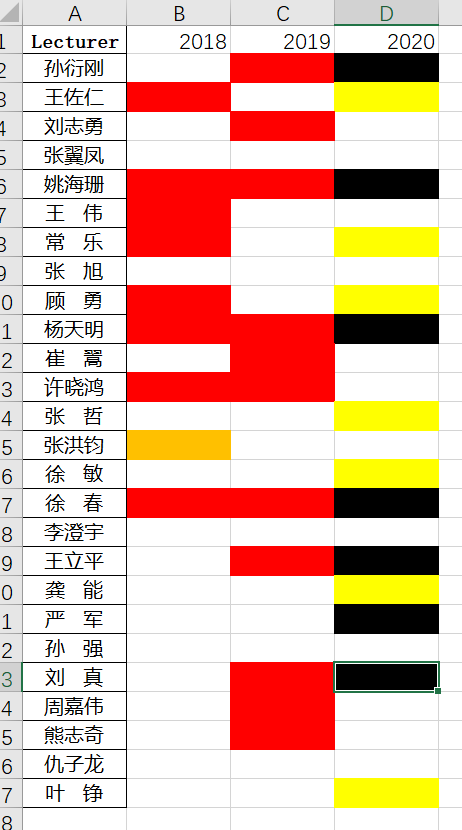 A B C D
1 Lecturer 2018 2019 2020
2 孙衍刚
3 王佐仁
4 刘志勇
5 张翼凤
6 姚海珊
7 王 伟
8 常 乐
9 张 旭
0 顾 勇
1 杨天明
2 崔 翯
3 许晓鸿
4 张 哲
5 张洪钧
6 徐 敏
7 徐 春
8 李澄宇
9 王立平
0 龚 能
1 严 军
2 孙 强
3 刘 真
4 周嘉伟
5 熊志奇
6 仇子龙
7 叶 铮
8